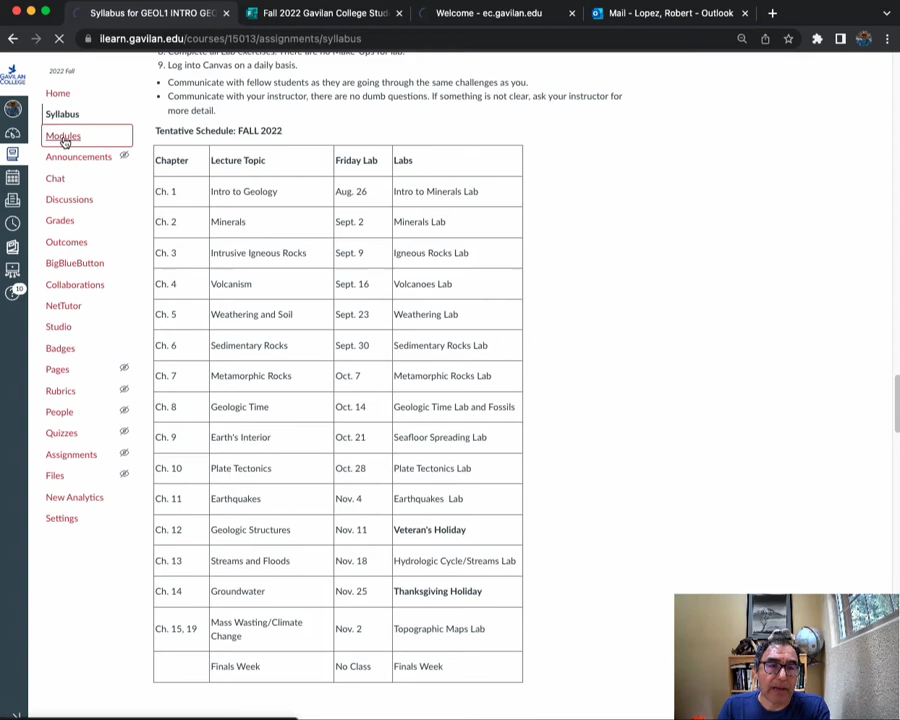 Syllabus for GEOL1 INTRO GEO
Fall 2022 Gavilan College Stud
Welcome - ec.gavilan.edu
Mail - Lopez, Robert - Outlook
ilearn.gavilan.edu/courses/15013/assignments/syllabus
GAVILAN
COLLEGE
10
2022 Fall
Home
Syllabus
Modules
Announcements
Chat
Discussions
Grades
Outcomes
BigBlueButton
Collaborations
NetTutor
Studio
Badges
Pages
Rubrics
People
Quizzes
Assignments
Files
New Analytics
Settings
9. Log into Canvas on a daily basis.
• Communicate with fellow students as they are going through the same challenges as you.
• Communicate with your instructor, there are no dumb questions. If something is not clear, ask your instructor for
more detail.
Tentative Schedule: FALL 2022
Chapter Lecture Topic Friday Lab Labs
Ch. 1 Intro to Geology Aug. 26 Intro to Minerals Lab
Ch. 2 Minerals Sept. 2 Minerals Lab
Ch. 3 Intrusive Igneous Rocks Sept. 9 Igneous Rocks Lab
Ch. 4 Volcanism Sept. 16 Volcanoes Lab
Ch. 5 Weathering and Soil Sept. 23 Weathering Lab
Ch. 6 Sedimentary Rocks Sept. 30 Sedimentary Rocks Lab
Ch. 7 Metamorphic Rocks Oct. 7 Metamorphic Rocks Lab
Ch. 8 Geologic Time Oct. 14 Geologic Time Lab and Fossils
Ch. 9 Earth's Interior Oct. 21 Seafloor Spreading Lab
Ch. 10 Plate Tectonics Oct. 28 Plate Tectonics Lab
Ch. 11 Earthquakes Nov. 4 Earthquakes Lab
Ch. 12 Geologic Structures Nov. 11 Veteran's Holiday
Ch. 13 Streams and Floods Nov. 18 Hydrologic Cycle/Streams Lab
Ch. 14 Groundwater Nov. 25 Thanksgiving Holiday
Ch. 15, 19 Mass Wasting/Climate Change Nov. 2 Topographic Maps Lab
Finals Week No Class Finals Week